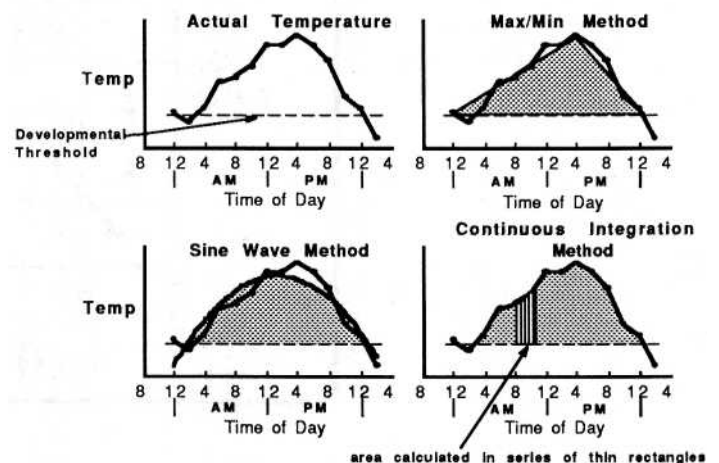 Actual Temperature
Temp
Developmental
Threshold
8 12 4 8 12 4 8 12 4
AM PM
Time of Day
Max/Min Method
8 12 4 8 12 4 8 12 4
AM PM
Time of Day
Sine Wave Method
Temp
8 12 4 8 12 4 8 12 4
AM PM
Time of Day
Continuous Integration
Method
8 12 4 8 12 4 8 12 4
AM PM
Time of Day
area calculated in series of thin rectangles